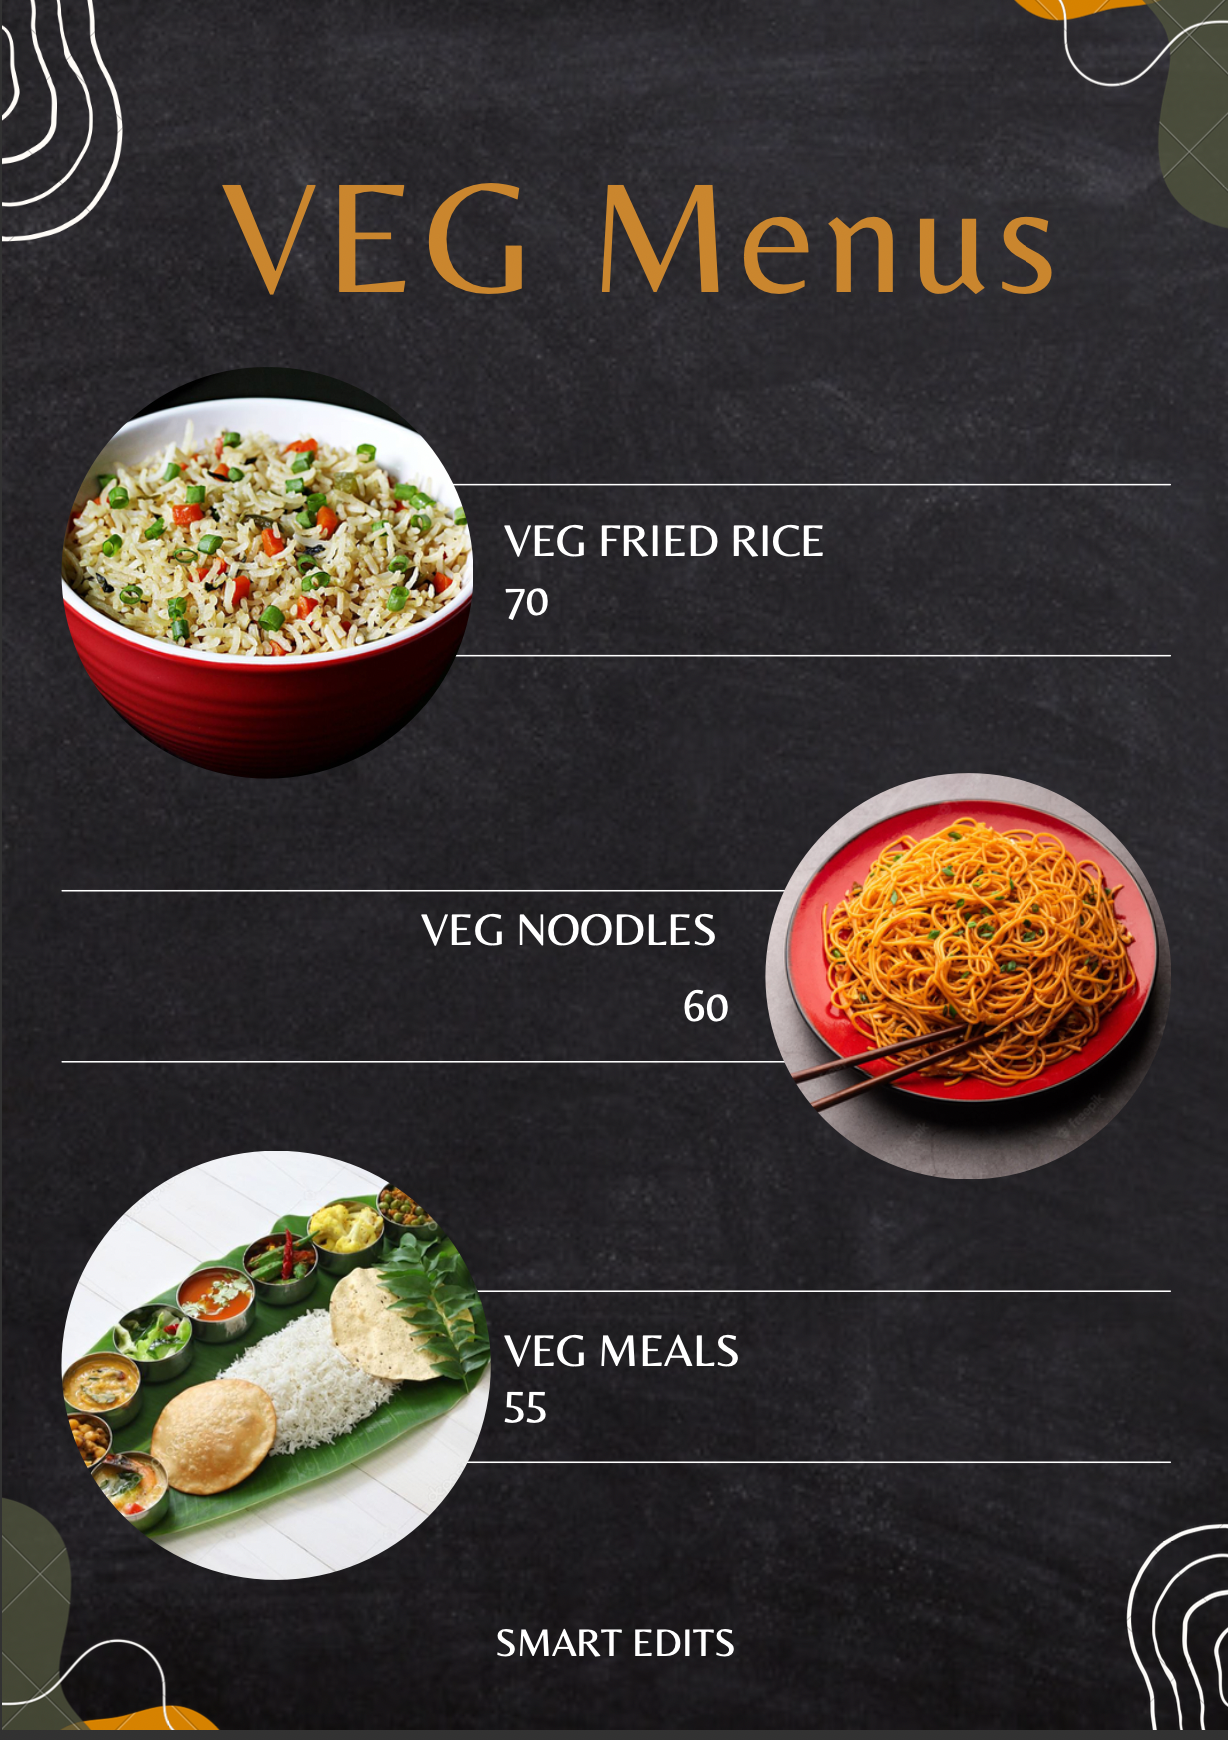 VEG Menus
VEG FRIED RICE
70
VEG NOODLES
60
VEG MEALS
55
SMART EDITS